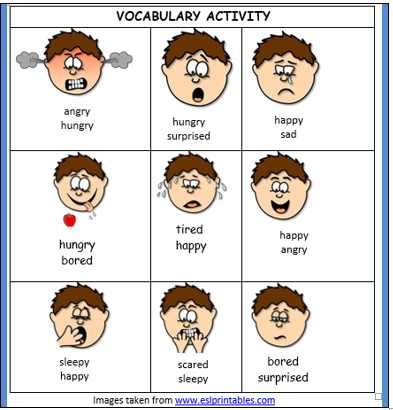 VOCABULARY ACTIVITY
angry
hungry
hungry
surprised
happy
sad
hungry
bored
tired
happy
happy
angry
sleepy
happy
scared
sleepy
bored
surprised
Images taken from www.eslprintables.com